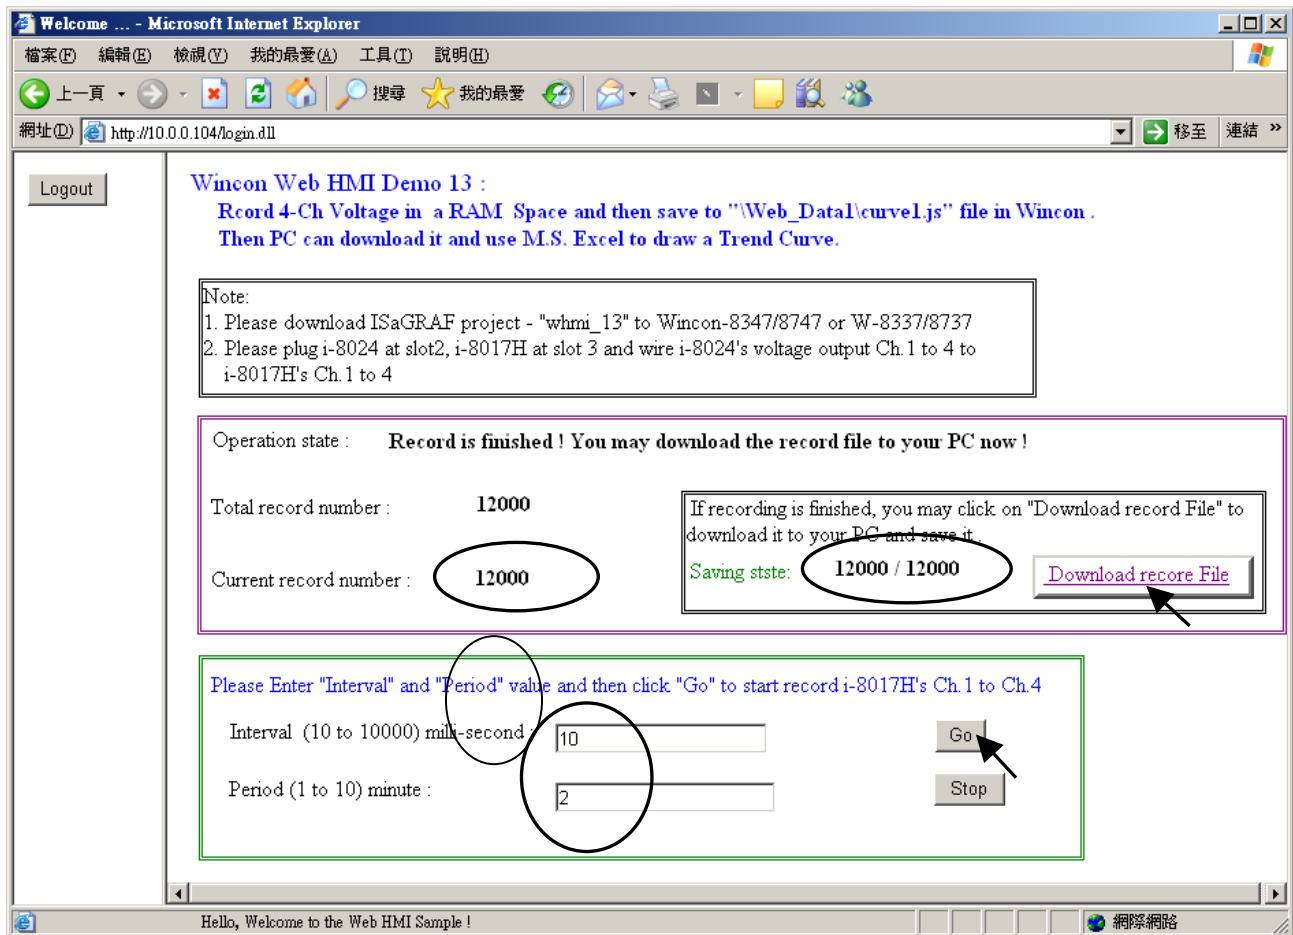 Welcome ... - Microsoft Internet Explorer
檔案(F) 編輯(E) 檢視(V) 我的最愛(A) 工具(T) 說明(H)
上一頁 搜尋 我的最愛
網址(D) http://10.0.0.104/login.dll 移至 連結 »
Logout
Wincon Web HMI Demo 13 :
Rcord 4-Ch Voltage in a RAM Space and then save to "\Web_Data1\curve1.js" file in Wincon .
Then PC can download it and use M.S. Excel to draw a Trend Curve.
Note:
1. Please download ISaGRAF project - "whmi_13" to Wincon-8347/8747 or W-8337/8737
2. Please plug i-8024 at slot2, i-8017H at slot 3 and wire i-8024's voltage output Ch.1 to 4 to
i-8017H's Ch.1 to 4
Operation state : Record is finished ! You may download the record file to your PC now !
Total record number : 12000
If recording is finished, you may click on "Download record File" to
download it to your PC and save it .
Current record number : 12000
Saving stste: 12000 / 12000 Download recore File
Please Enter "Interval" and "Period" value and then click "Go" to start record i-8017H's Ch.1 to Ch.4
Interval (10 to 10000) milli-second : 10 Go
Period (1 to 10) minute : 2 Stop
Hello, Welcome to the Web HMI Sample ! 網際網路